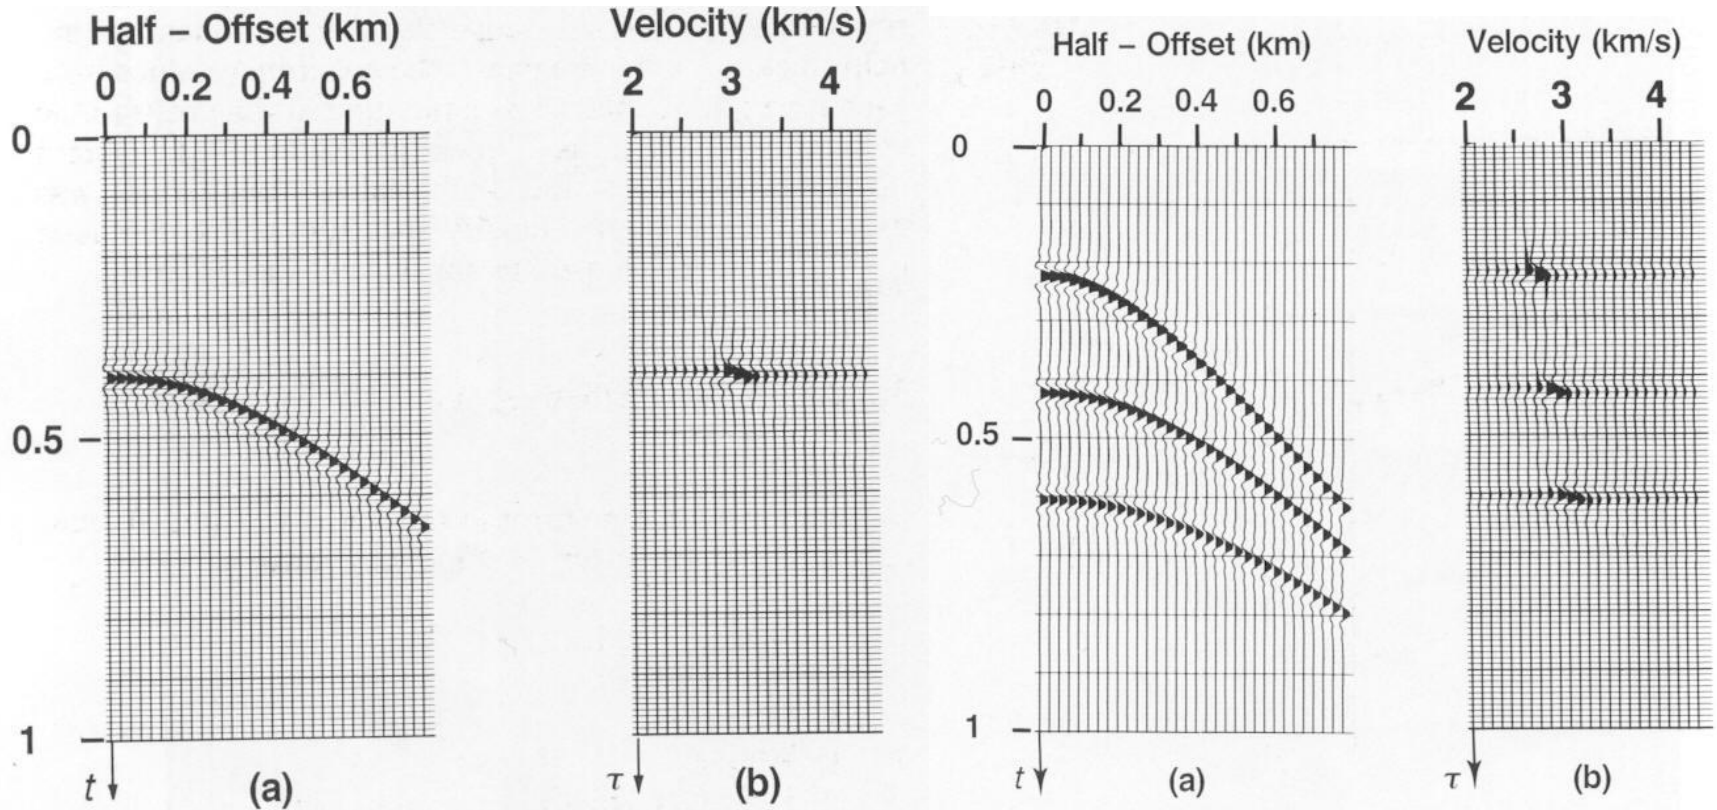 Half – Offset (km)
0 0.2 0.4 0.6
0
0.5
1
t
(a)
Velocity (km/s)
2 3 4
τ
(b)
Half – Offset (km)
0 0.2 0.4 0.6
0
0.5
1
t
(a)
Velocity (km/s)
2 3 4
τ
(b)